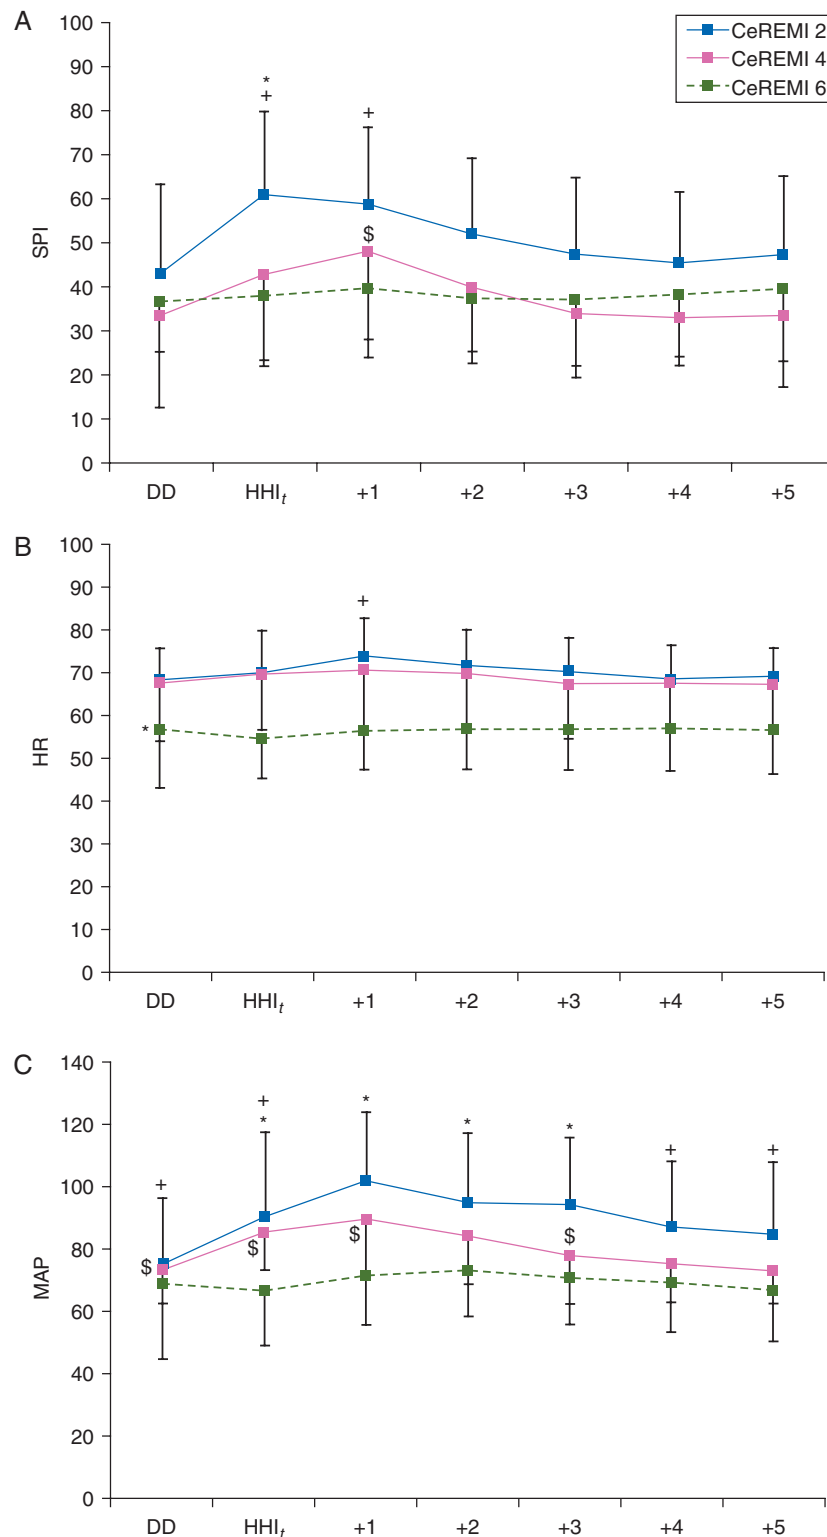 A
100
90
80
70
60
50
40
30
20
10
0
SPI
CeREMI 2
CeREMI 4
CeREMI 6
*
+
+
$
DD HHIt +1 +2 +3 +4 +5
B
100
90
80
70
60
50
40
30
20
10
0
HR
+
*
DD HHIt +1 +2 +3 +4 +5
C
140
120
100
80
60
40
20
0
MAP
+ * * *
+ * + +
$ $ $ $
DD HHIt +1 +2 +3 +4 +5